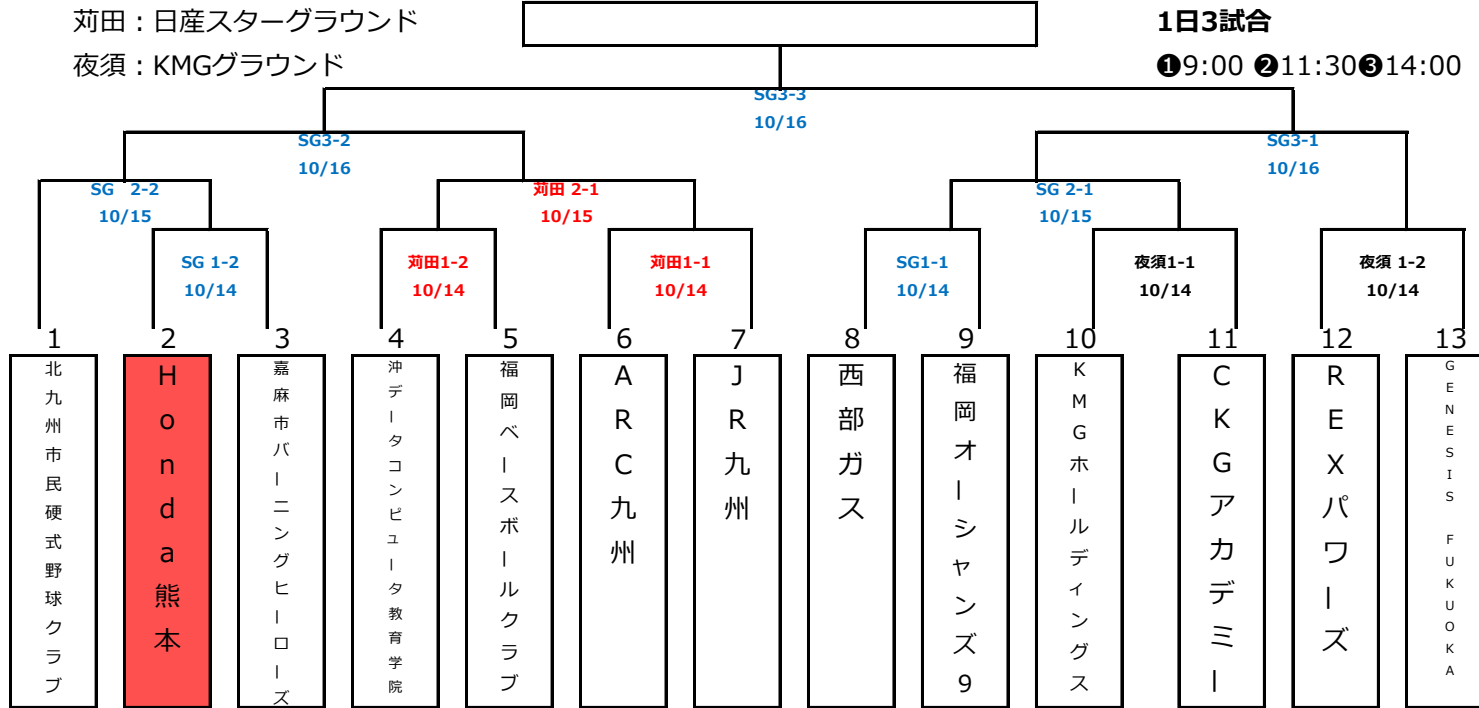 苅田：日産スターグラウンド
夜須：KMGグラウンド
1日3試合
❶9:00 ❷11:30❸14:00
SG3-3
10/16
SG3-2
10/16
SG3-1
10/16
SG 2-2
10/15
苅田 2-1
10/15
SG 2-1
10/15
SG 1-2
10/14
苅田1-2
10/14
苅田1-1
10/14
SG1-1
10/14
夜須1-1
10/14
夜須 1-2
10/14
1
2
3
4
5
6
7
8
9
10
11
12
13
北九州市民硬式野球クラブ
Honda熊本
嘉麻市バーニングヒーローズ
沖データコンピュータ教育学院
福岡ベースボールクラブ
ARC九州
JR九州
西部ガス
福岡オーシャンズ9
KMGホールディングス
CKGアカデミー
REXパワーズ
GENESIS FUKUOKA